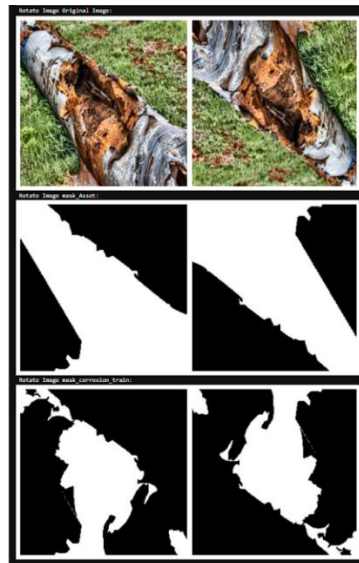 Rotate Image Original Image:
Rotate Image mask_Asset:
Rotate Image mask_corrosion_train: